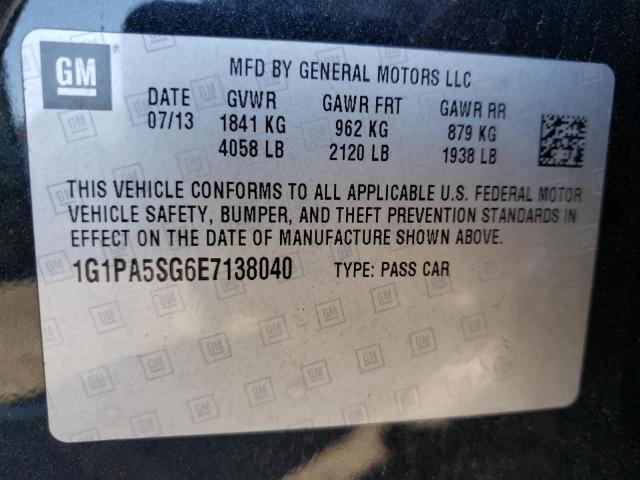 GM ®
MFD BY GENERAL MOTORS LLC
DATE GVWR GAWR FRT GAWR RR
07/13 1841 KG 962 KG 879 KG
4058 LB 2120 LB 1938 LB
THIS VEHICLE CONFORMS TO ALL APPLICABLE U.S. FEDERAL MOTOR
VEHICLE SAFETY, BUMPER, AND THEFT PREVENTION STANDARDS IN
EFFECT ON THE DATE OF MANUFACTURE SHOWN ABOVE.
1G1PA5SG6E7138040 TYPE: PASS CAR